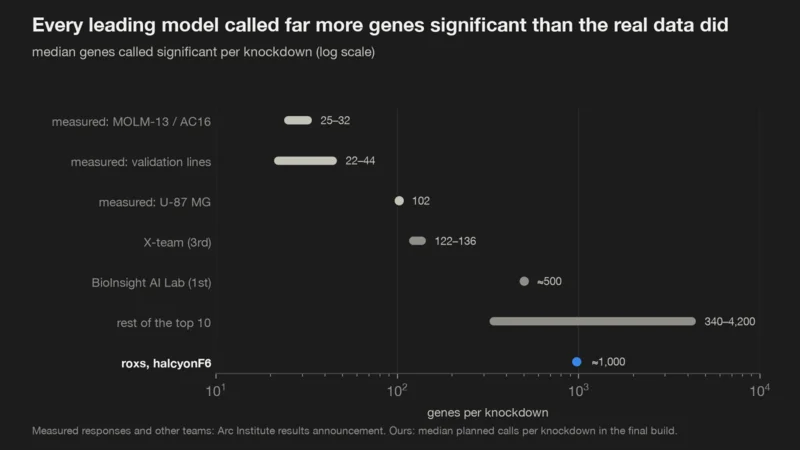 Every leading model called far more genes significant than the real data did
median genes called significant per knockdown (log scale)
measured: MOLM-13 / AC16
25–32
measured: validation lines
22–44
measured: U-87 MG
102
X-team (3rd)
122–136
BioInsight AI Lab (1st)
≈500
rest of the top 10
340–4,200
roxs, halcyonF6
≈1,000
10¹ 10² 10³ 10⁴
genes per knockdown
Measured responses and other teams: Arc Institute results announcement. Ours: median planned calls per knockdown in the final build.